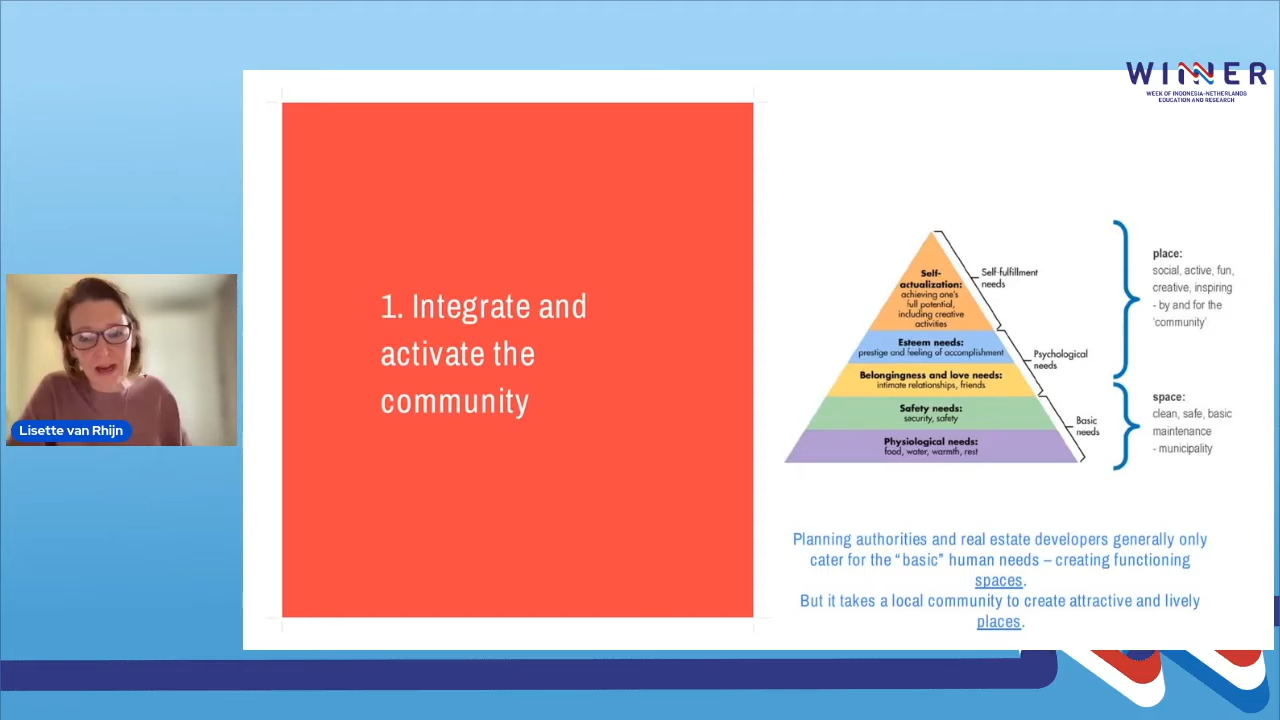 WINNER
WEEK OF INDONESIA-NETHERLANDS
EDUCATION AND RESEARCH
1. Integrate and
activate the
community
Self-
actualization:
achieving one's
full potential,
including creative
activities
Esteem needs:
prestige and feeling of accomplishment
Belongingness and love needs:
intimate relationships, friends
Safety needs:
security, safety
Physiological needs:
food, water, warmth, rest
Self-fulfillment
needs
Psychological
needs
Basic
needs
place:
social, active, fun,
creative, inspiring
- by and for the
'community'
space:
clean, safe, basic
maintenance
- municipality
Planning authorities and real estate developers generally only
cater for the “basic” human needs – creating functioning
spaces.
But it takes a local community to create attractive and lively
places.
Lisette van Rhijn